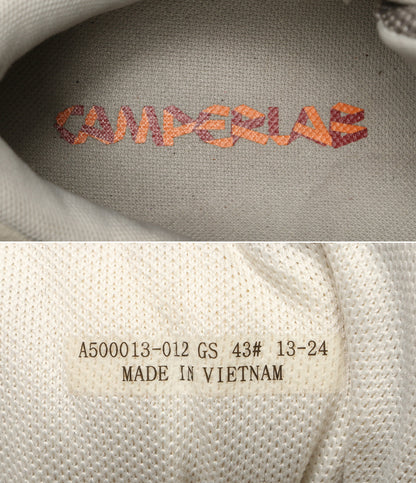 CAMPERLAB
A500013-012 GS 43# 13-24
MADE IN VIETNAM